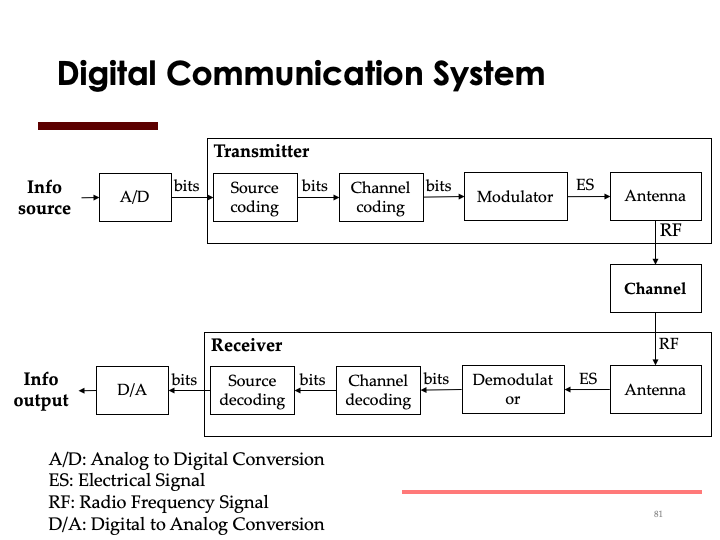 Digital Communication System
Transmitter
Info
source
A/D
bits
Source
coding
bits
Channel
coding
bits
Modulator
ES
Antenna
RF
Channel
RF
Receiver
Info
output
D/A
bits
Source
decoding
bits
Channel
decoding
bits
Demodulat
or
ES
Antenna
A/D: Analog to Digital Conversion
ES: Electrical Signal
RF: Radio Frequency Signal
D/A: Digital to Analog Conversion
81